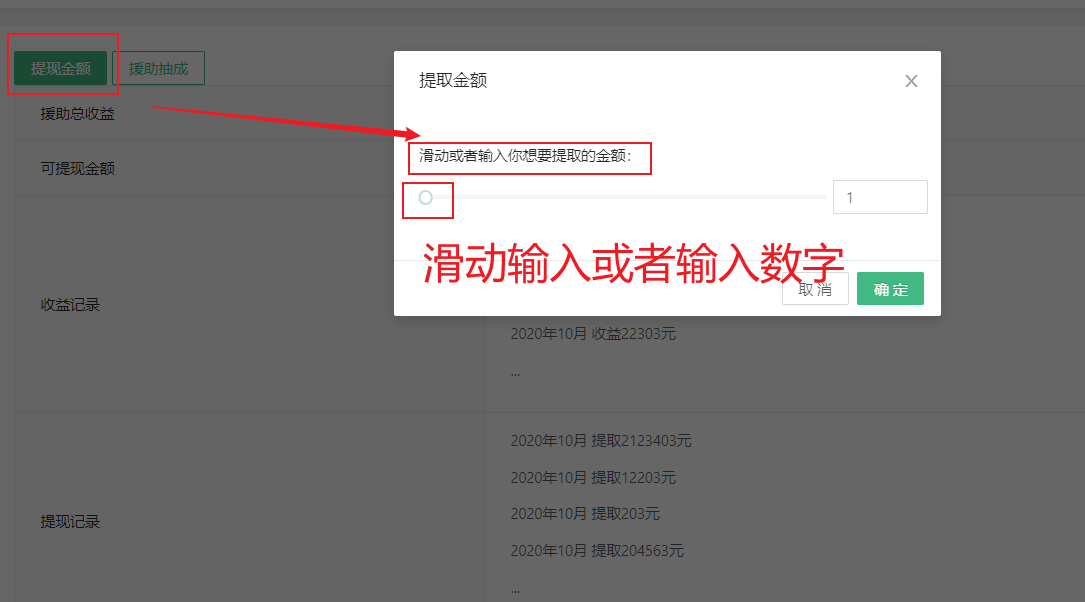 提现金额
援助抽成
提取金额
援助总收益
滑动或者输入你想要提取的金额：
可提现金额
1
滑动输入或者输入数字
取 消
确 定
收益记录
2020年10月 收益22303元
...
2020年10月 提取2123403元
2020年10月 提取12203元
2020年10月 提取203元
提现记录
2020年10月 提取204563元
...